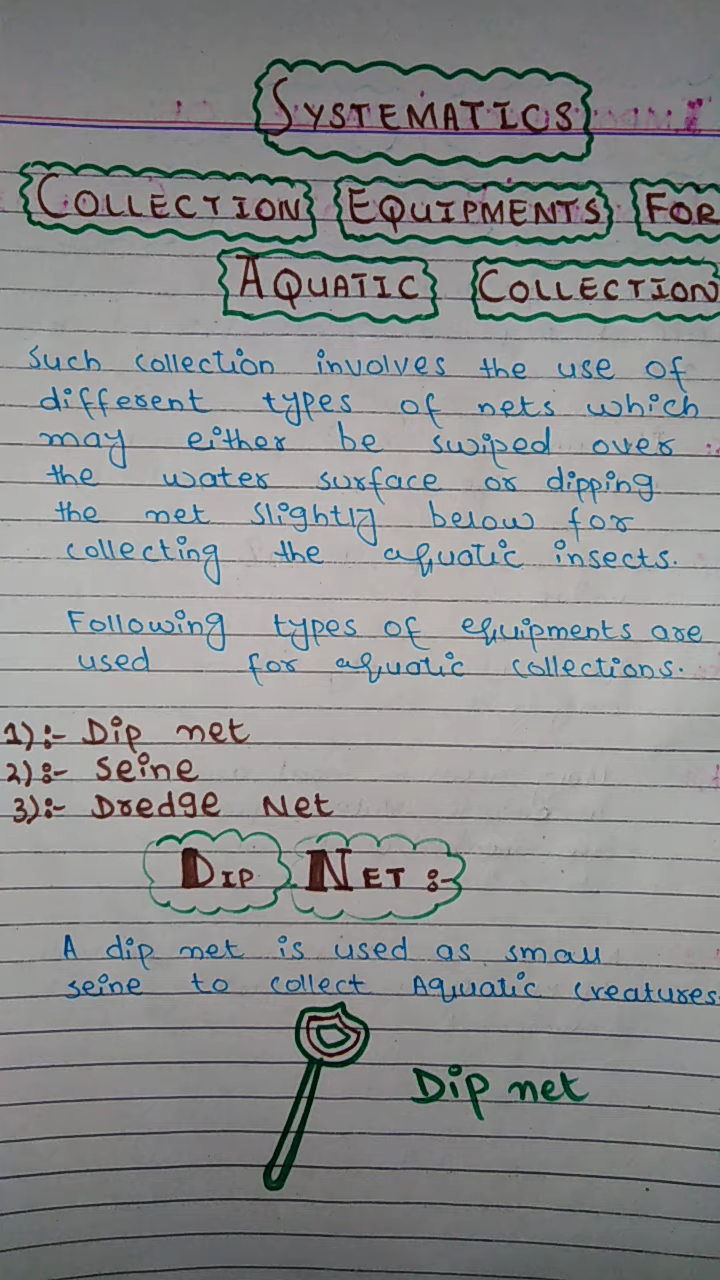 SYSTEMATICS
COLLECTION EQUIPMENTS FOR
AQUATIC COLLECTION
Such collection involves the use of
different types of nets which
may either be swiped over
the water surface or dipping
the net slightly below for
collecting the aquatic insects.
Following types of equipments are
used for aquatic collections.
1):- Dip net
2):- Seine
3):- Dredge Net
DIP NET :-
A dip net is used as small
seine to collect Aquatic creatures.
Dip net